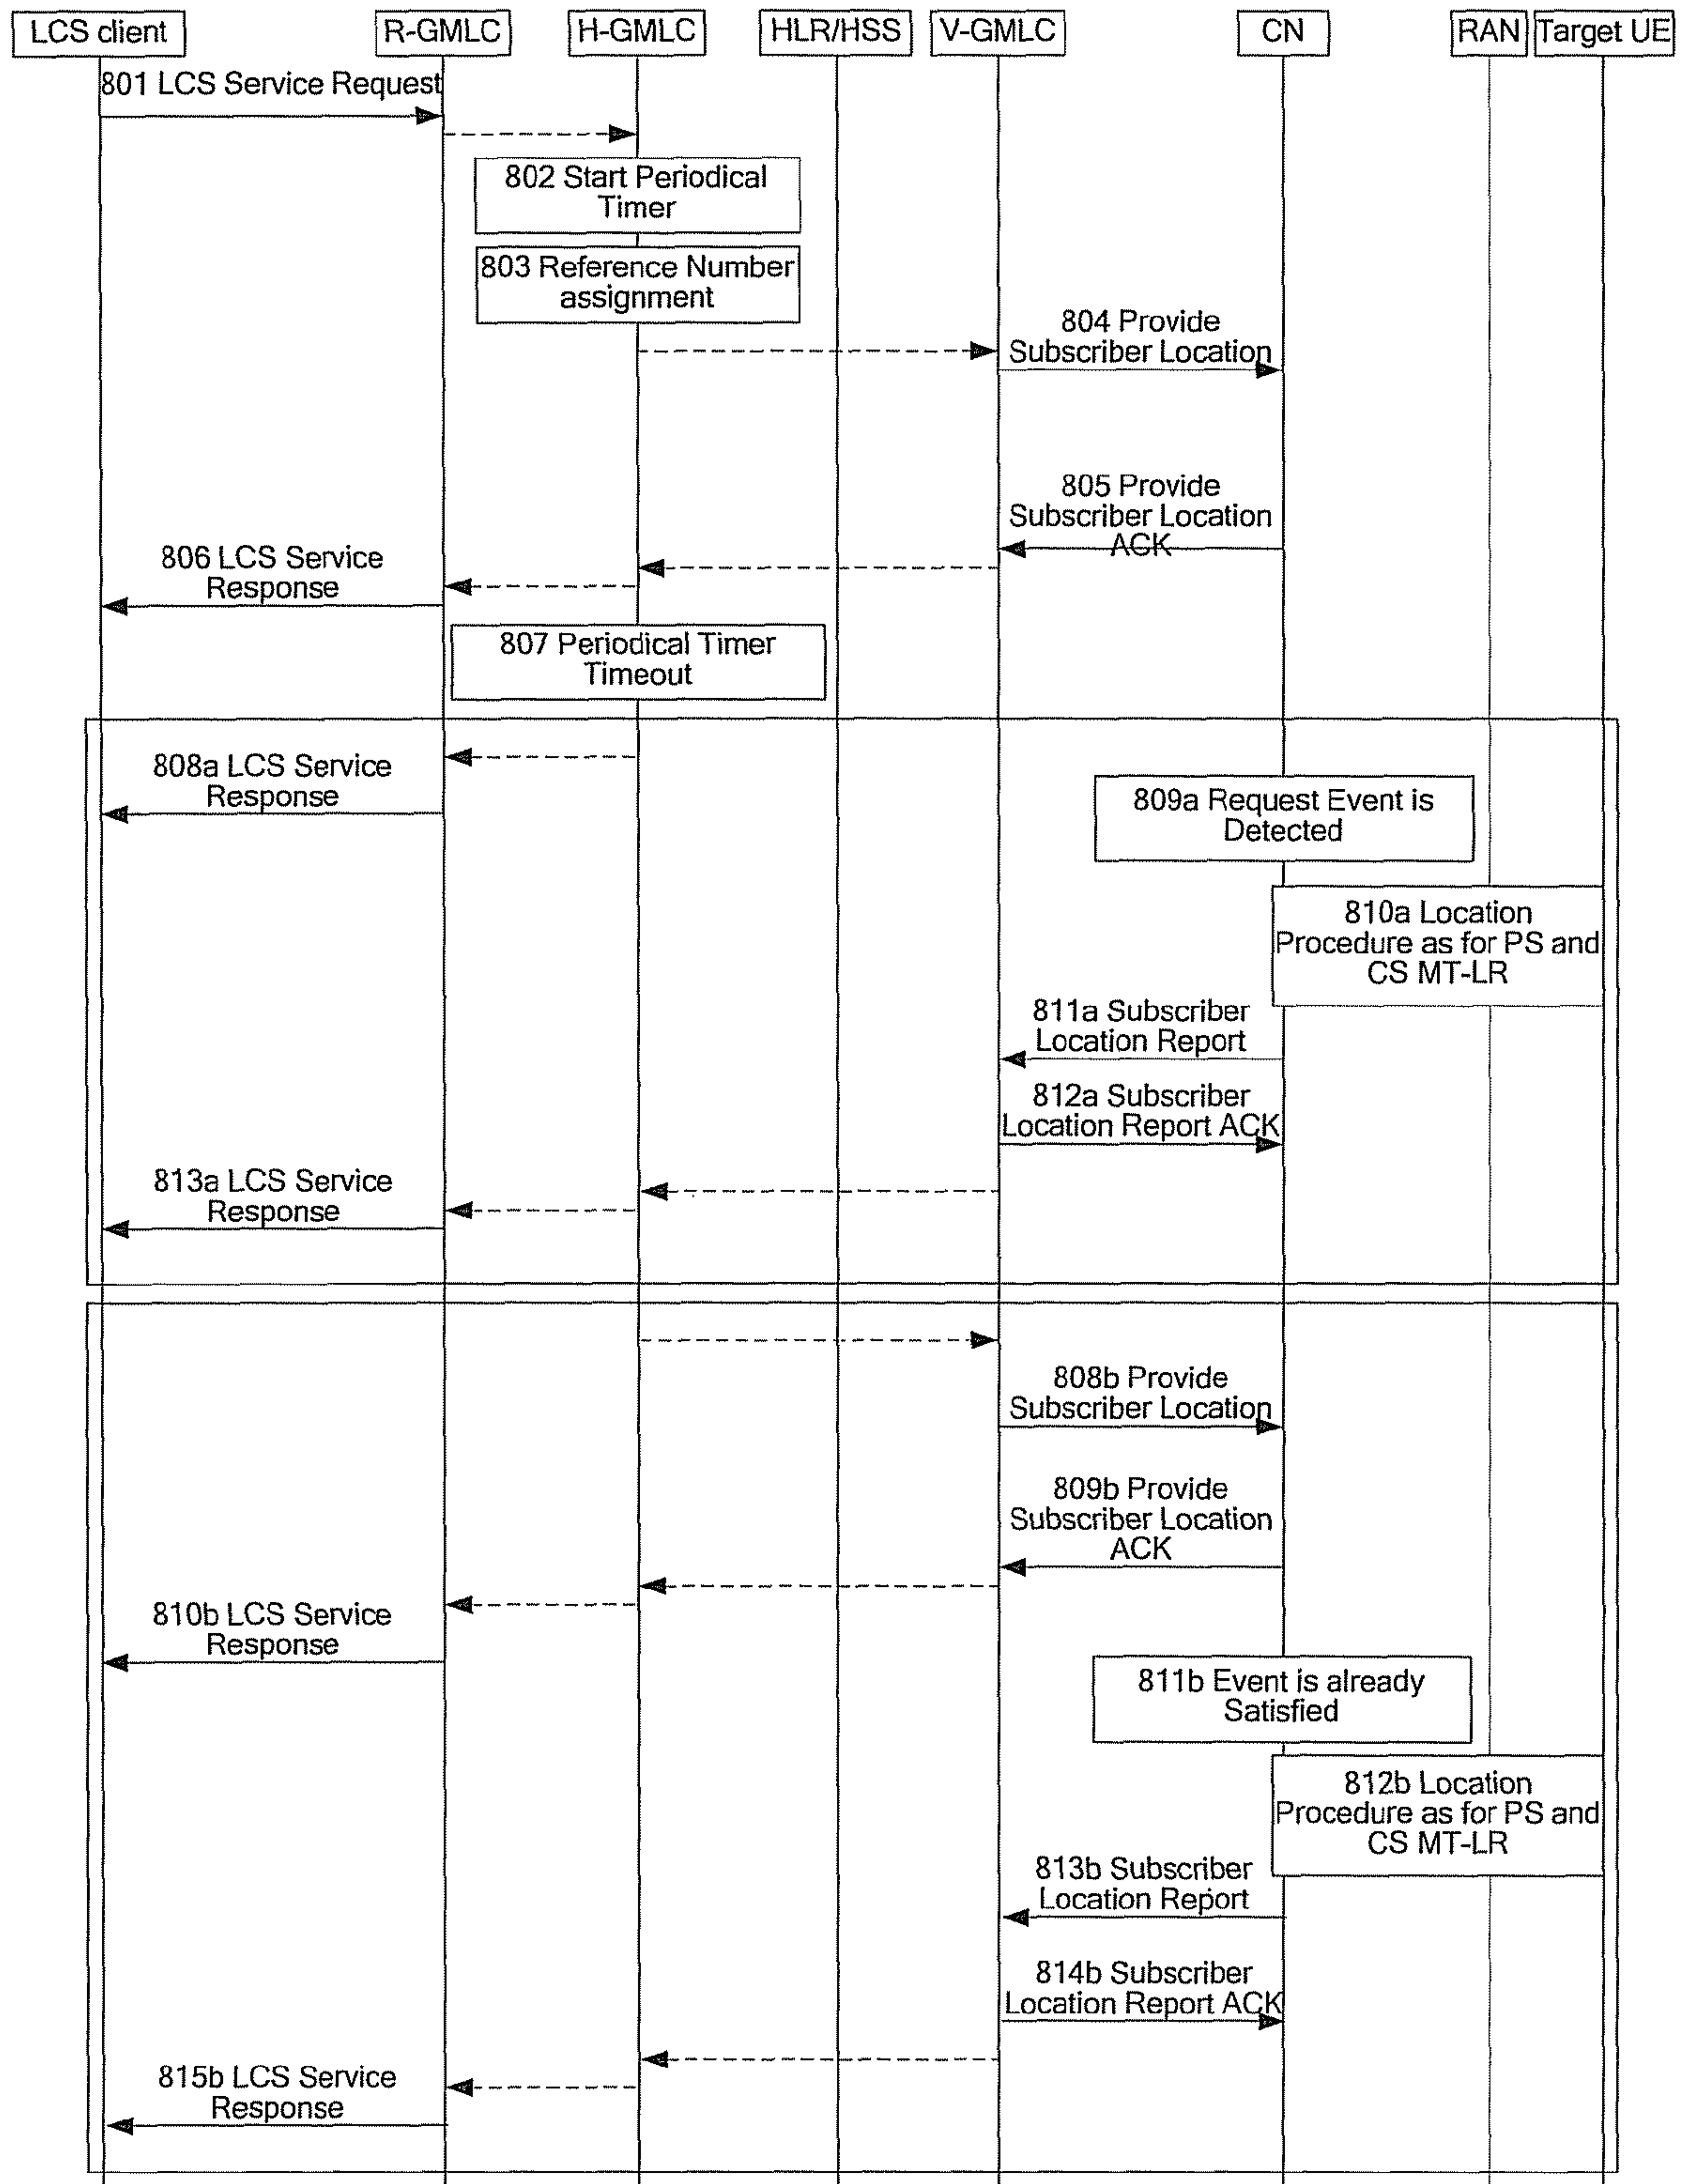 LCS client
R-GMLC
H-GMLC
HLR/HSS
V-GMLC
CN
RAN
Target UE
801 LCS Service Request
802 Start Periodical
Timer
803 Reference Number
assignment
804 Provide
Subscriber Location
805 Provide
Subscriber Location
ACK
806 LCS Service
Response
807 Periodical Timer
Timeout
808a LCS Service
Response
809a Request Event is
Detected
810a Location
Procedure as for PS and
CS MT-LR
811a Subscriber
Location Report
812a Subscriber
Location Report ACK
813a LCS Service
Response
808b Provide
Subscriber Location
809b Provide
Subscriber Location
ACK
810b LCS Service
Response
811b Event is already
Satisfied
812b Location
Procedure as for PS and
CS MT-LR
813b Subscriber
Location Report
814b Subscriber
Location Report ACK
815b LCS Service
Response